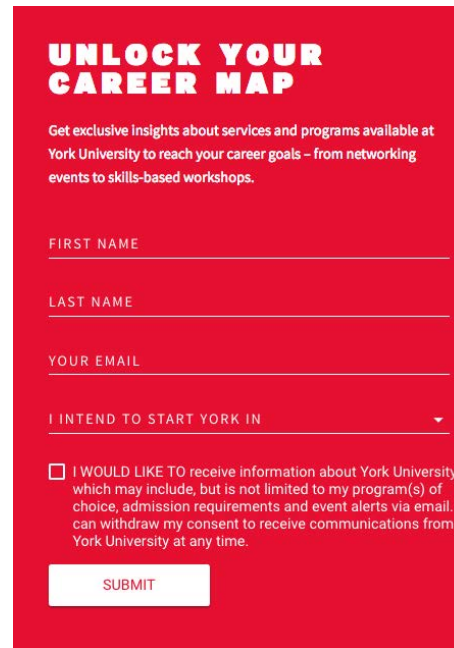 UNLOCK YOUR
CAREER MAP
Get exclusive insights about services and programs available at
York University to reach your career goals – from networking
events to skills-based workshops.
FIRST NAME
LAST NAME
YOUR EMAIL
I INTEND TO START YORK IN
I WOULD LIKE TO receive information about York University
which may include, but is not limited to my program(s) of
choice, admission requirements and event alerts via email.
can withdraw my consent to receive communications from
York University at any time.
SUBMIT